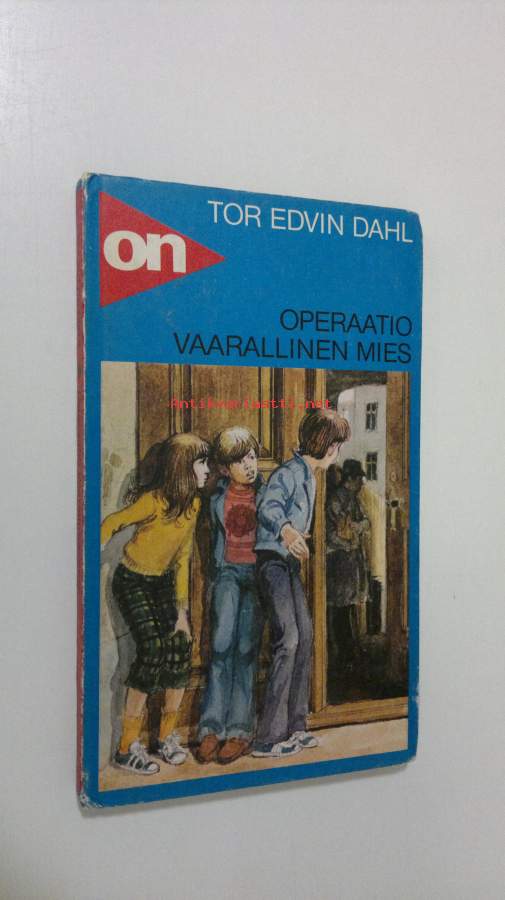 TOR EDVIN DAHL
on
OPERAATIO
VAARALLINEN MIES
Antikvariaatti.net